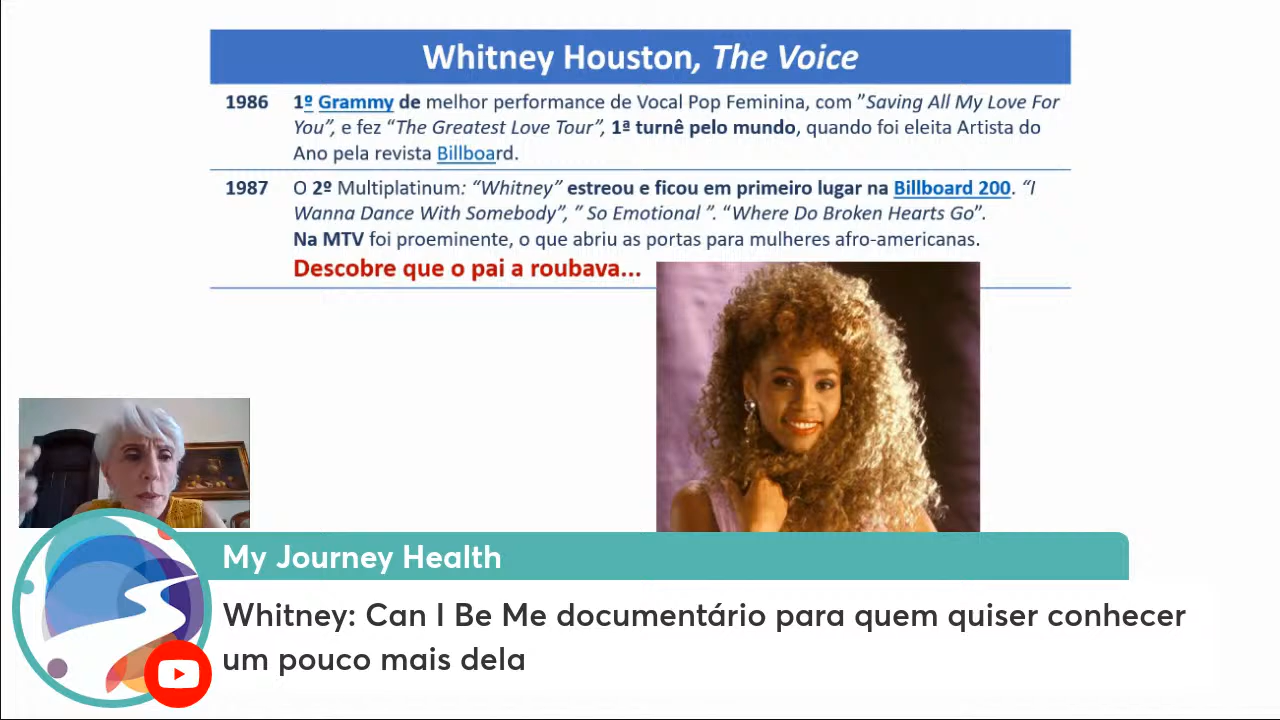 Whitney Houston, The Voice
1986 1º Grammy de melhor performance de Vocal Pop Feminina, com ”Saving All My Love For
You”, e fez “The Greatest Love Tour”, 1ª turnê pelo mundo, quando foi eleita Artista do
Ano pela revista Billboard.
1987 O 2º Multiplatinum: “Whitney” estreou e ficou em primeiro lugar na Billboard 200. “I
Wanna Dance With Somebody”, ” So Emotional ”. “Where Do Broken Hearts Go”.
Na MTV foi proeminente, o que abriu as portas para mulheres afro-americanas.
Descobre que o pai a roubava...
My Journey Health
Whitney: Can I Be Me documentário para quem quiser conhecer
um pouco mais dela